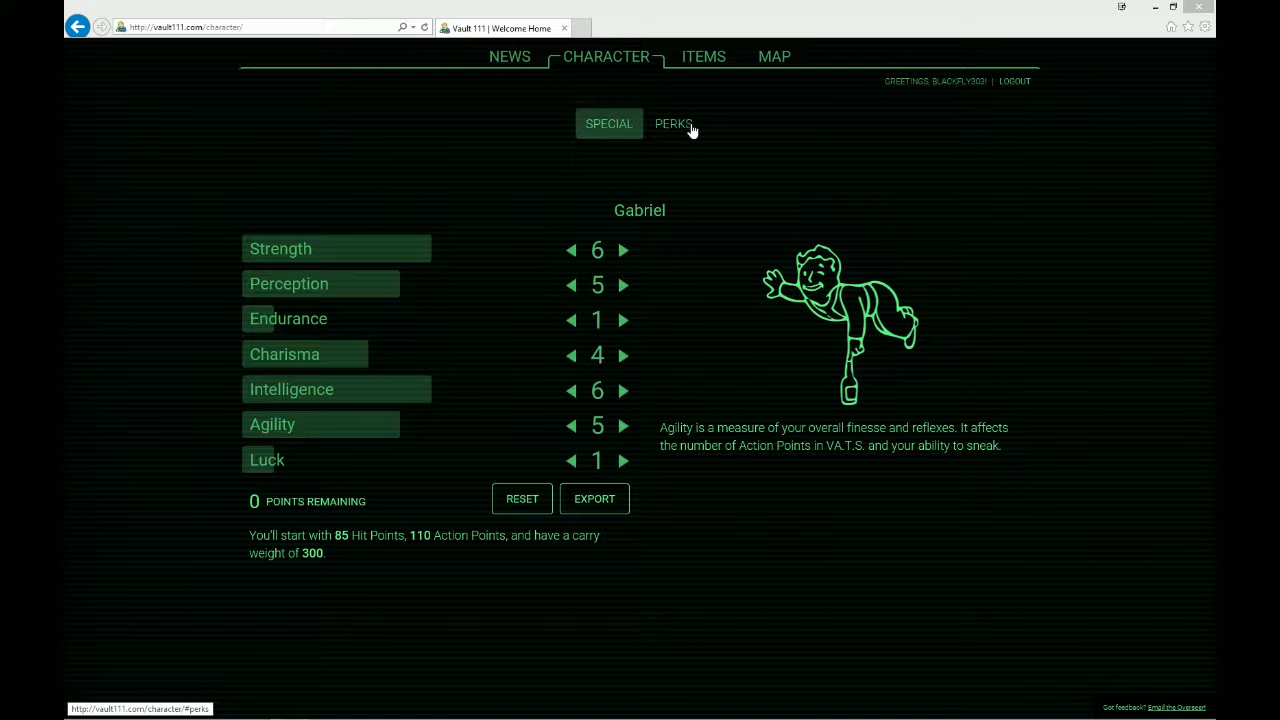 http://vault111.com/character/
Vault 111 | Welcome Home
NEWS CHARACTER ITEMS MAP
GREETINGS, BLACKFLY303! | LOGOUT
SPECIAL PERKS
Gabriel
Strength 6
Perception 5
Endurance 1
Charisma 4
Intelligence 6
Agility 5
Luck 1
Agility is a measure of your overall finesse and reflexes. It affects
the number of Action Points in V.A.T.S. and your ability to sneak.
0 POINTS REMAINING
RESET EXPORT
You'll start with 85 Hit Points, 110 Action Points, and have a carry
weight of 300.
http://vault111.com/character/#perks
Got feedback? Email the Overseer!